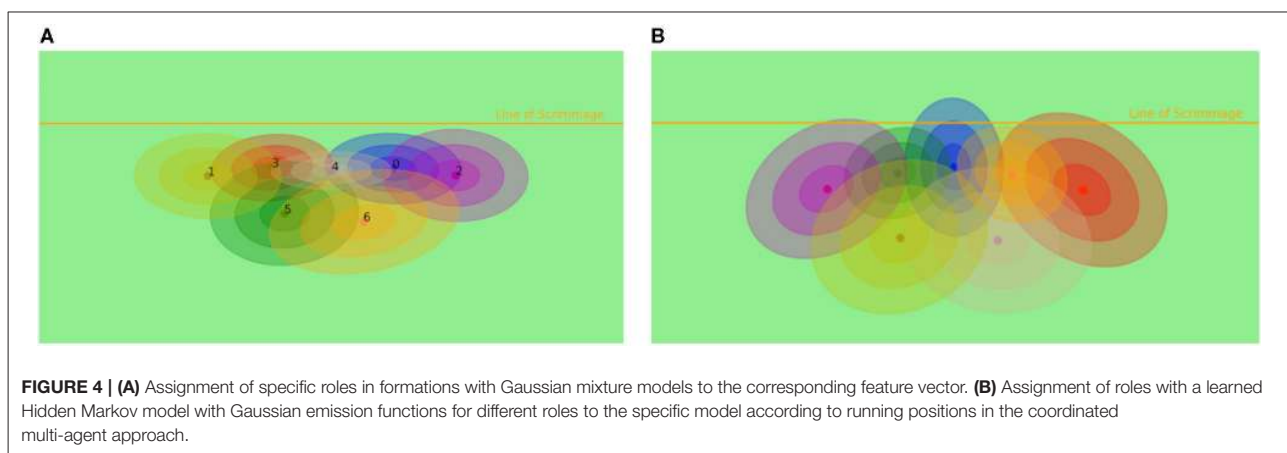 A
B
Line of Scrimmage
Line of Scrimmage
1
3
4
0
2
5
6
FIGURE 4 | (A) Assignment of specific roles in formations with Gaussian mixture models to the corresponding feature vector. (B) Assignment of roles with a learned
Hidden Markov model with Gaussian emission functions for different roles to the specific model according to running positions in the coordinated
multi-agent approach.